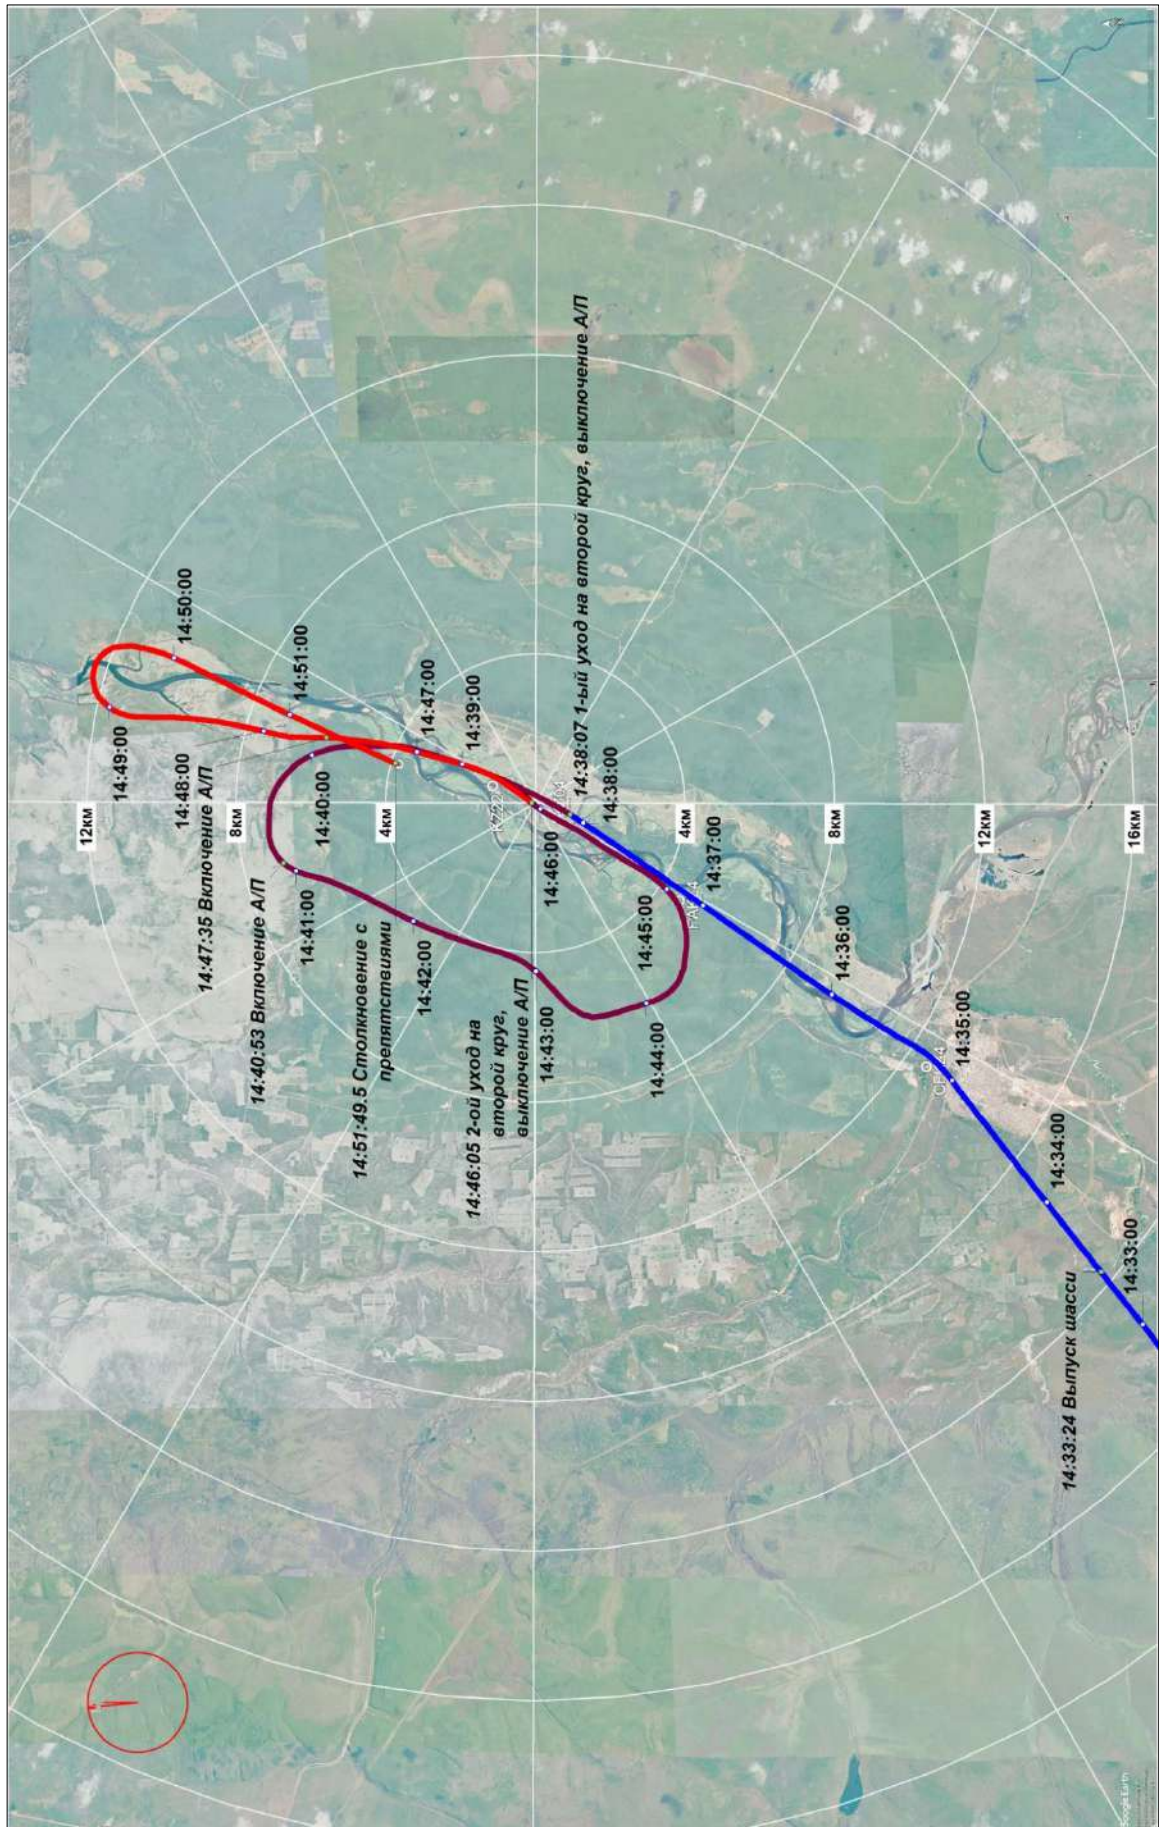 14:50:00
14:51:00
14:49:00
14:48:00
14:47:35 Включение А/П
14:47:00
14:39:00
14:38:07 1-ый уход на второй круг, выключение А/П
14:38:00
12км
8км
4км
4км
8км
12км
16км
14:40:00
14:40:53 Включение А/П
14:41:00
14:42:00
14:51:49.5 Столкновение с
препятствиями
14:46:05 2-ой уход на
второй круг,
выключение А/П
14:46:00
14:45:00
14:43:00
14:44:00
14:37:00
14:36:00
14:35:00
14:34:00
14:33:00
14:33:24 Выпуск шасси
Google Earth